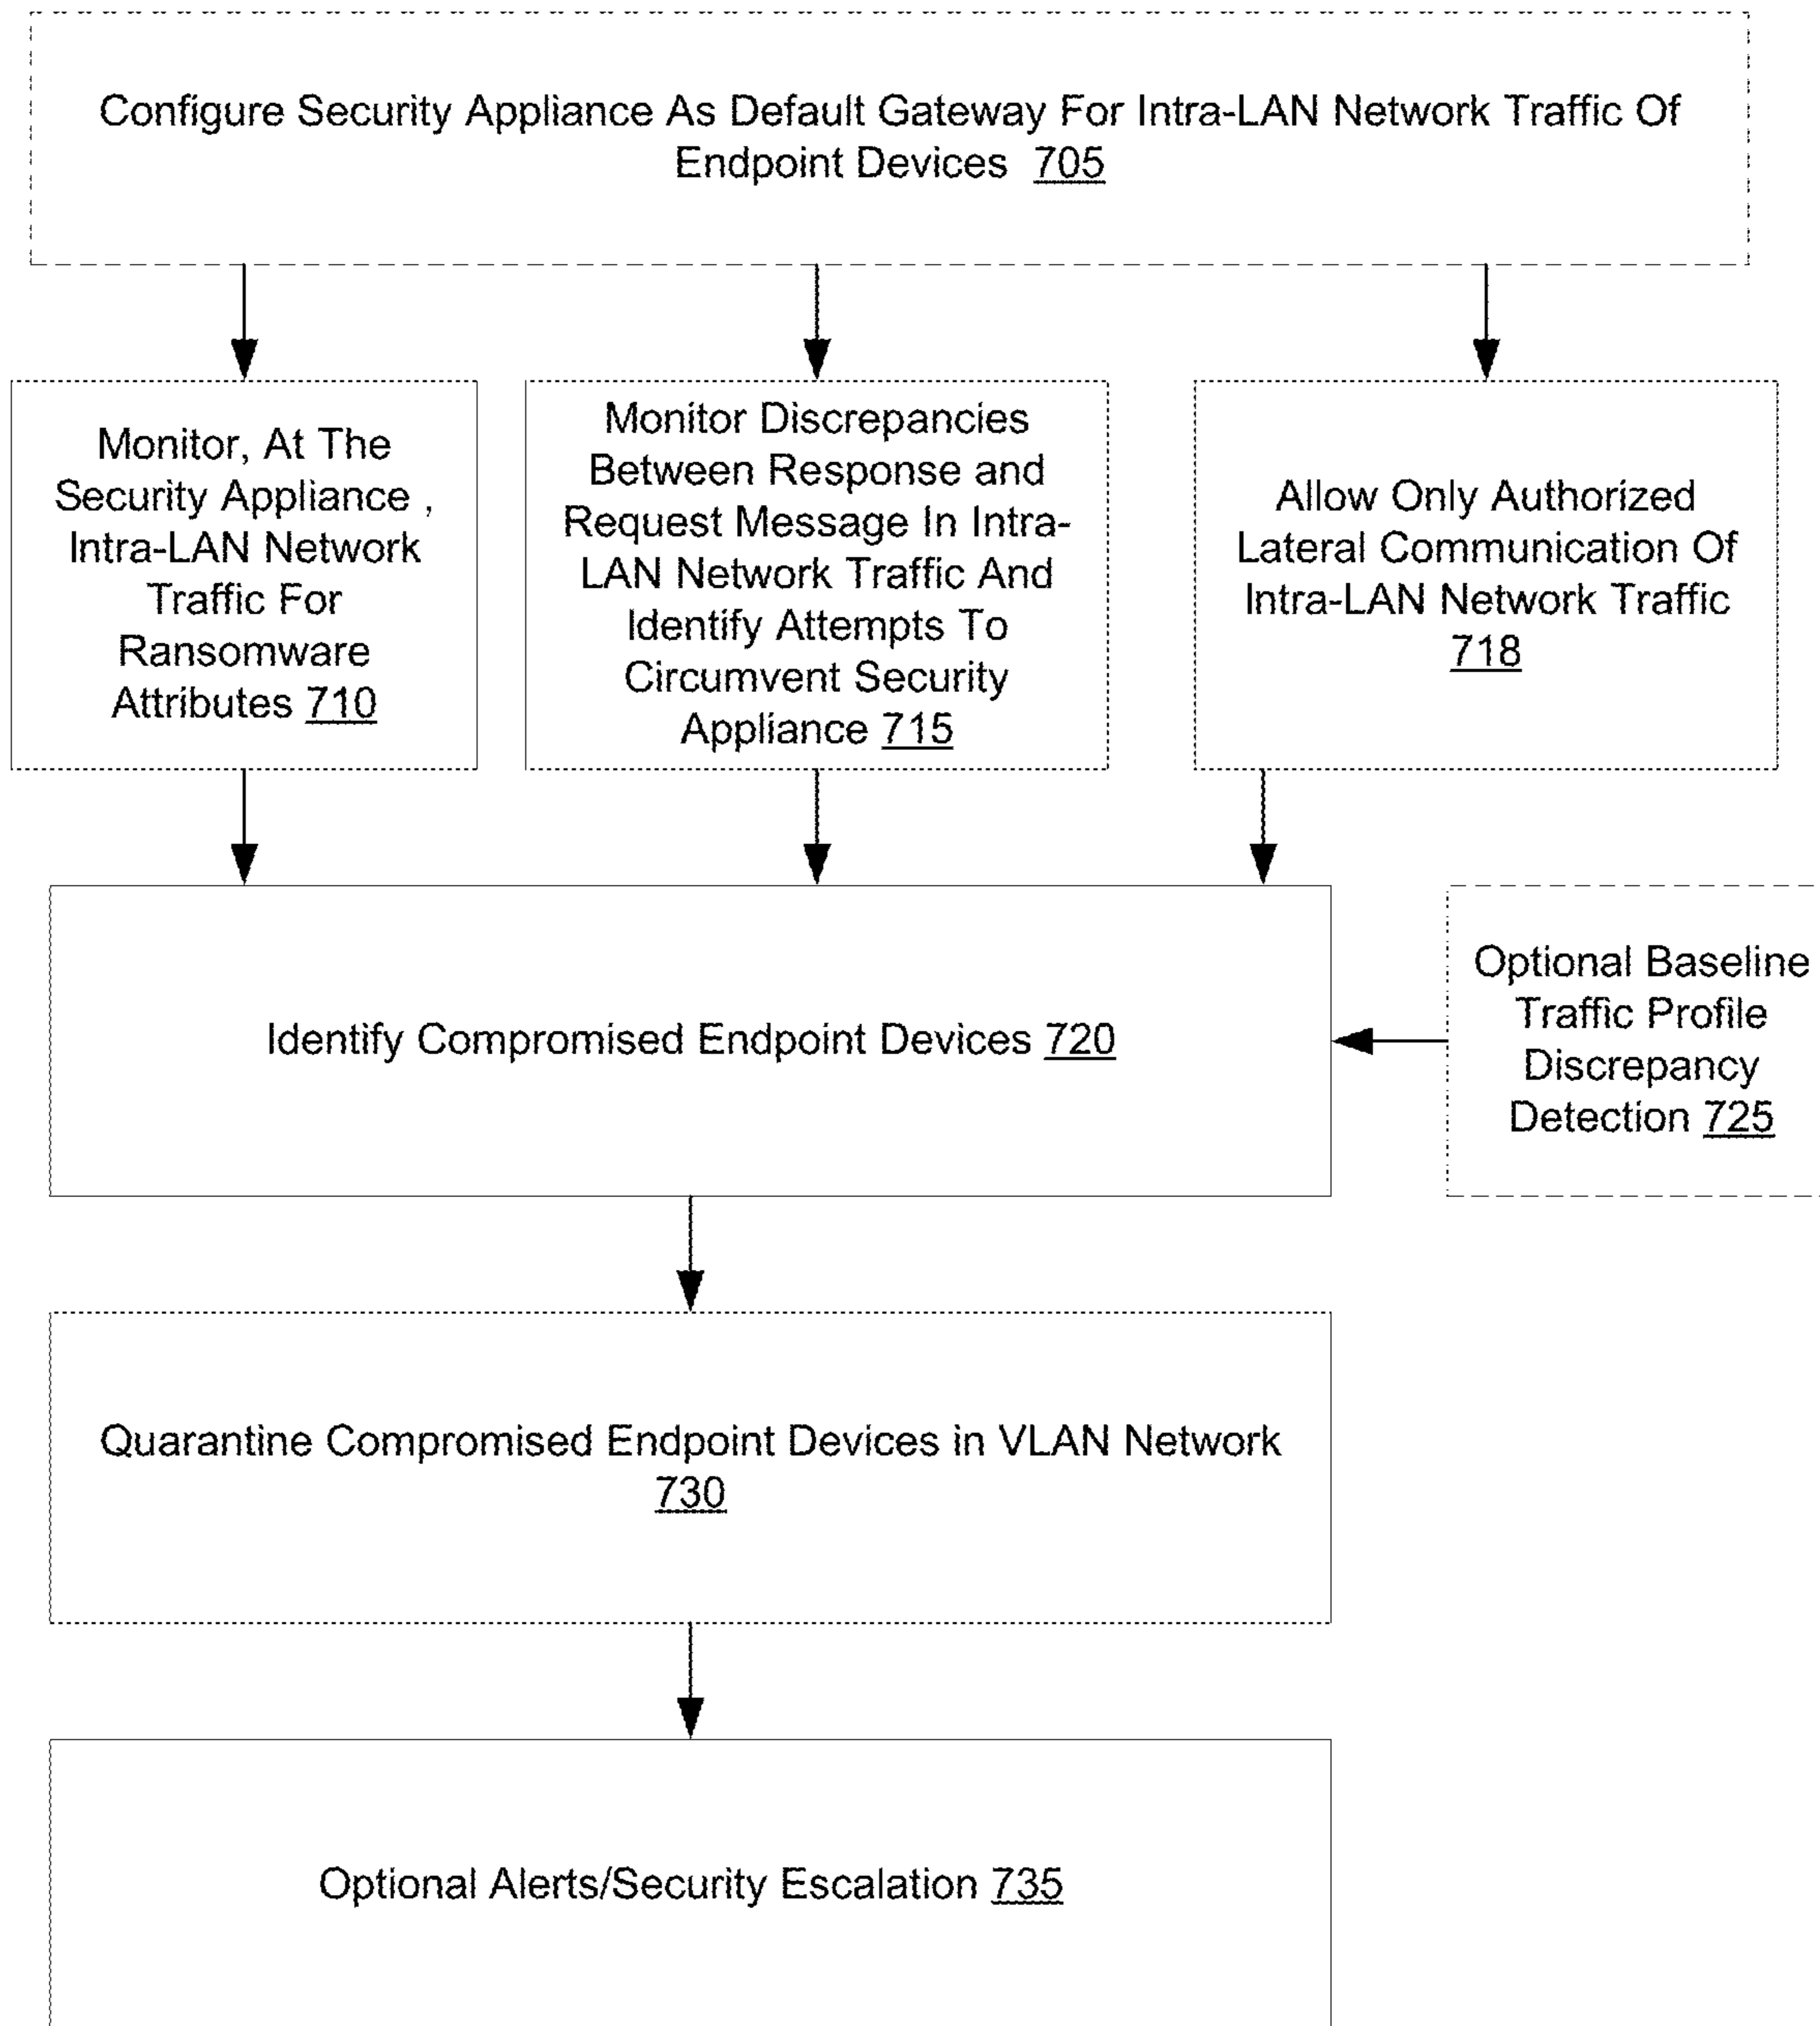 Configure Security Appliance As Default Gateway For Intra-LAN Network Traffic Of
Endpoint Devices 705
Monitor, At The
Security Appliance ,
Intra-LAN Network
Traffic For
Ransomware
Attributes 710
Monitor Discrepancies
Between Response and
Request Message In Intra-
LAN Network Traffic And
Identify Attempts To
Circumvent Security
Appliance 715
Allow Only Authorized
Lateral Communication Of
Intra-LAN Network Traffic
718
Identify Compromised Endpoint Devices 720
Optional Baseline
Traffic Profile
Discrepancy
Detection 725
Quarantine Compromised Endpoint Devices in VLAN Network
730
Optional Alerts/Security Escalation 735